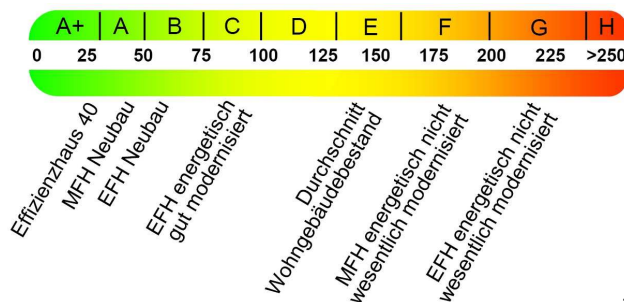 A+ A B C D E F G H
0 25 50 75 100 125 150 175 200 225 >250
Effizienzhaus 40
MFH Neubau
EFH Neubau
EFH energetisch
gut modernisiert
Durchschnitt
Wohngebäudebestand
MFH energetisch nicht
wesentlich modernisiert
EFH energetisch nicht
wesentlich modernisiert